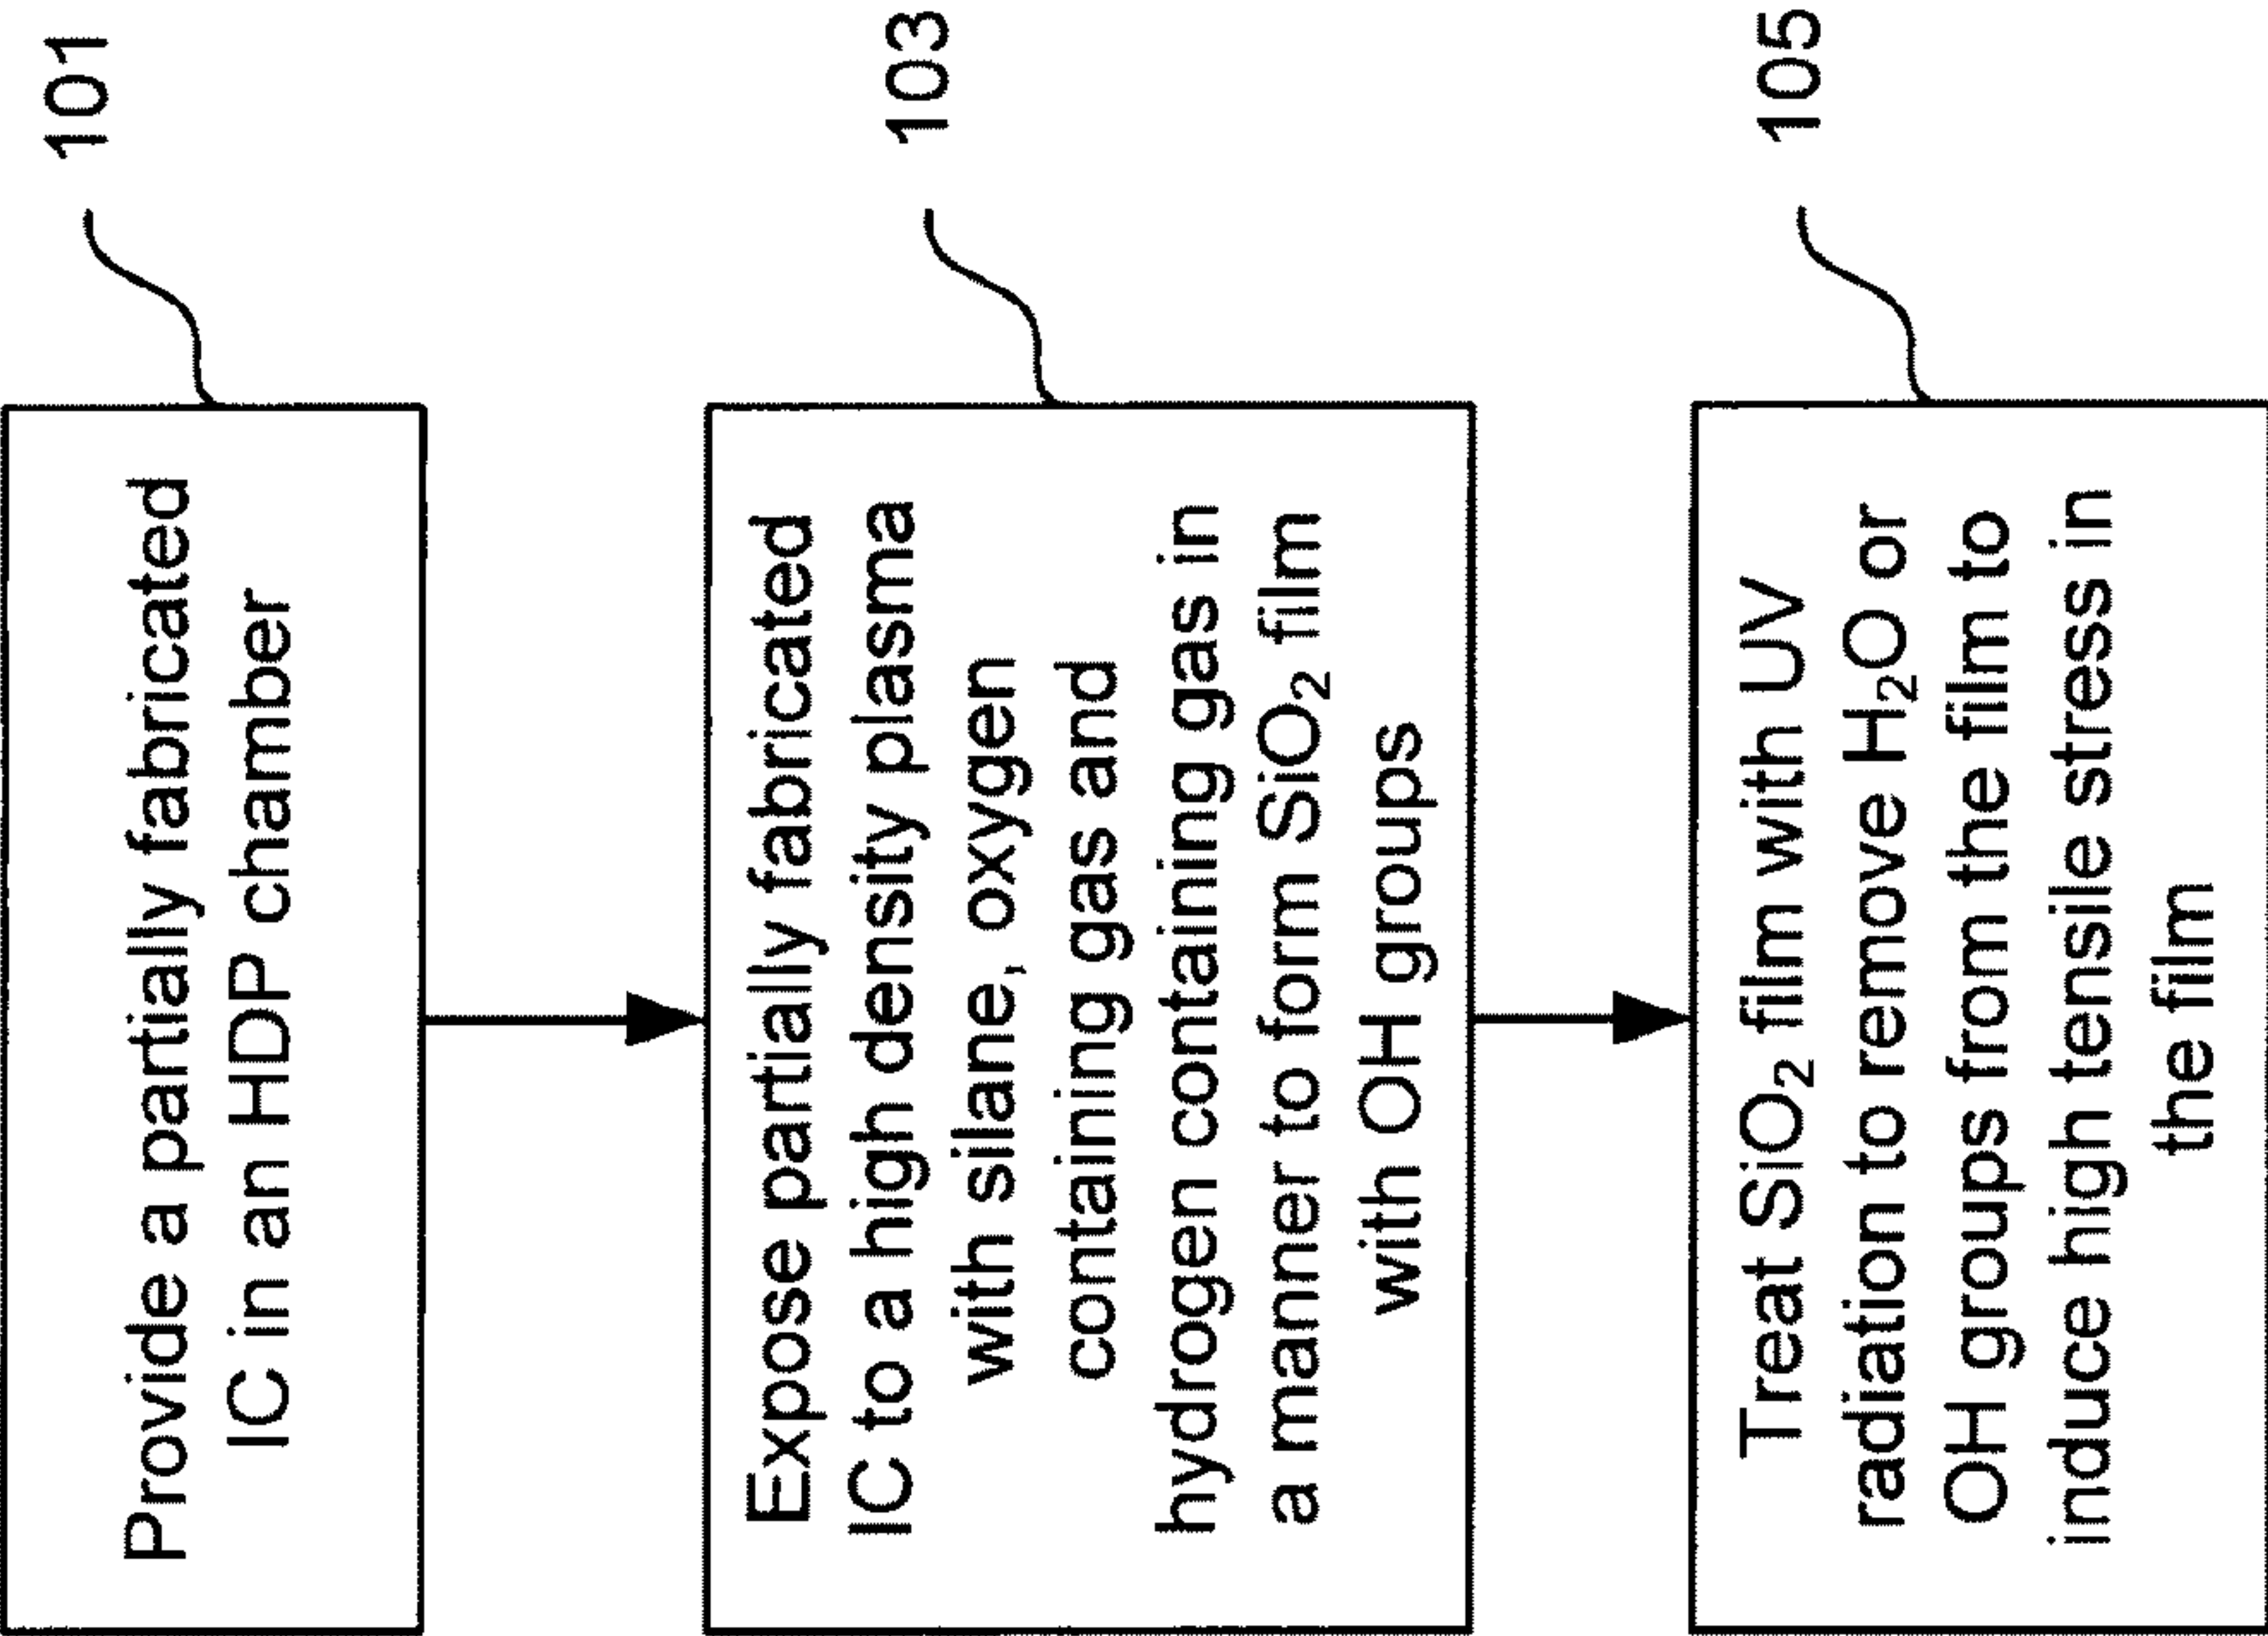 101
Provide a partially fabricated
IC in an HDP chamber
103
Expose partially fabricated
IC to a high density plasma
with silane, oxygen
containing gas and
hydrogen containing gas in
a manner to form SiO₂ film
with OH groups
105
Treat SiO₂ film with UV
radiation to remove H₂O or
OH groups from the film to
induce high tensile stress in
the film